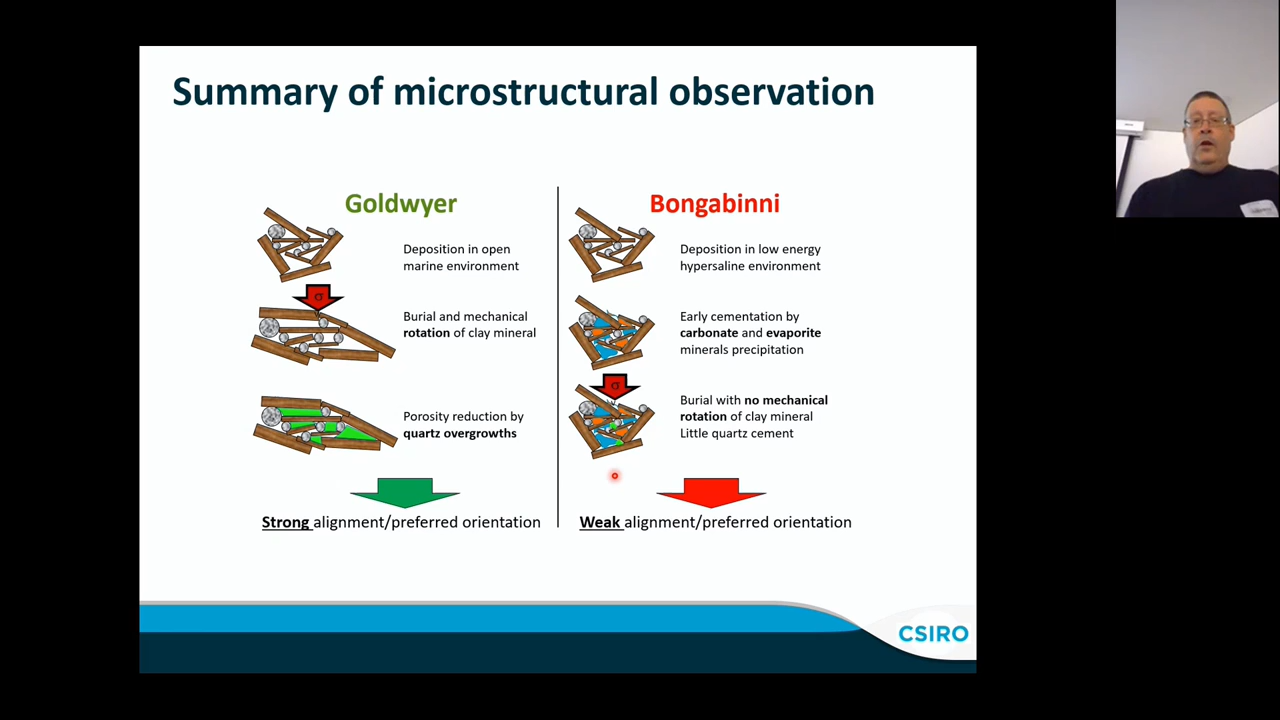 Summary of microstructural observation
Goldwyer
Deposition in open
marine environment
σ
Burial and mechanical
rotation of clay mineral
Porosity reduction by
quartz overgrowths
Strong alignment/preferred orientation
Bongabinni
Deposition in low energy
hypersaline environment
Early cementation by
carbonate and evaporite
minerals precipitation
σ
Burial with no mechanical
rotation of clay mineral
Little quartz cement
Weak alignment/preferred orientation
CSIRO